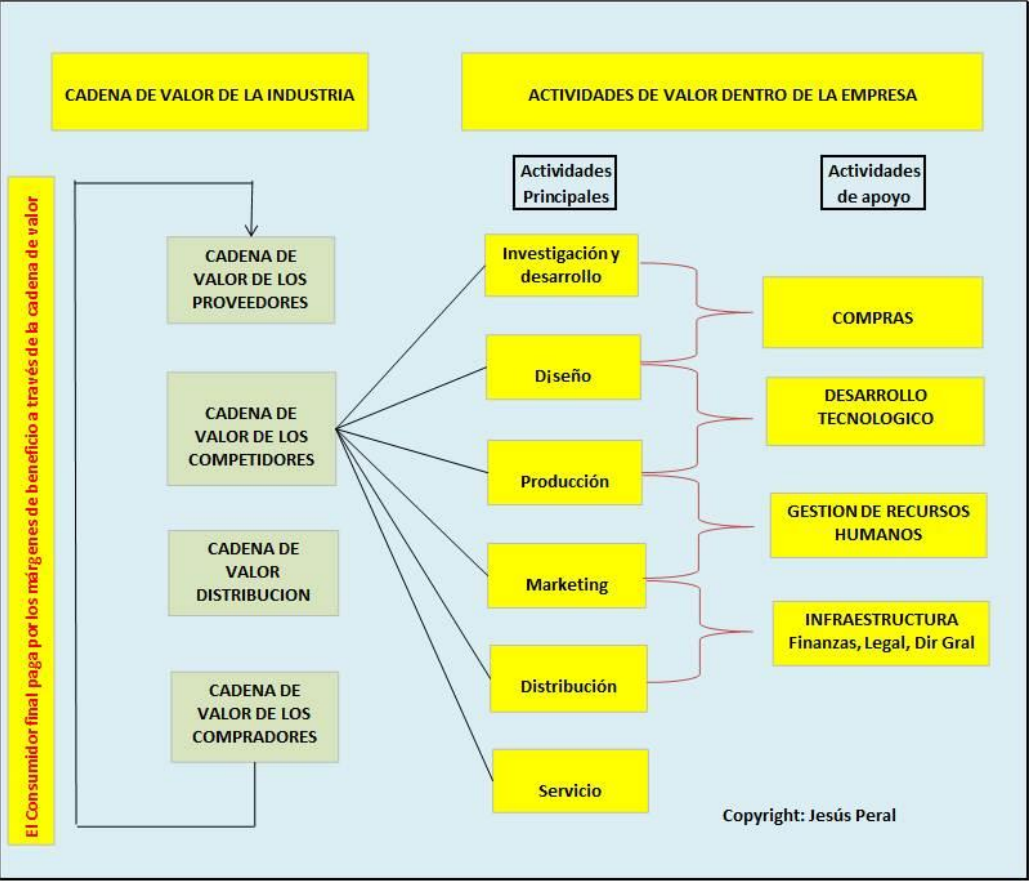 CADENA DE VALOR DE LA INDUSTRIA
ACTIVIDADES DE VALOR DENTRO DE LA EMPRESA
Actividades
Principales
Actividades
de apoyo
El Consumidor final paga por los márgenes de beneficio a través de la cadena de valor
CADENA DE
VALOR DE LOS
PROVEEDORES
CADENA DE
VALOR DE LOS
COMPETIDORES
CADENA DE
VALOR
DISTRIBUCION
CADENA DE
VALOR DE LOS
COMPRADORES
Investigación y
desarrollo
Diseño
Producción
Marketing
Distribución
Servicio
COMPRAS
DESARROLLO
TECNOLOGICO
GESTION DE RECURSOS
HUMANOS
INFRAESTRUCTURA
Finanzas, Legal, Dir Gral
Copyright: Jesús Peral